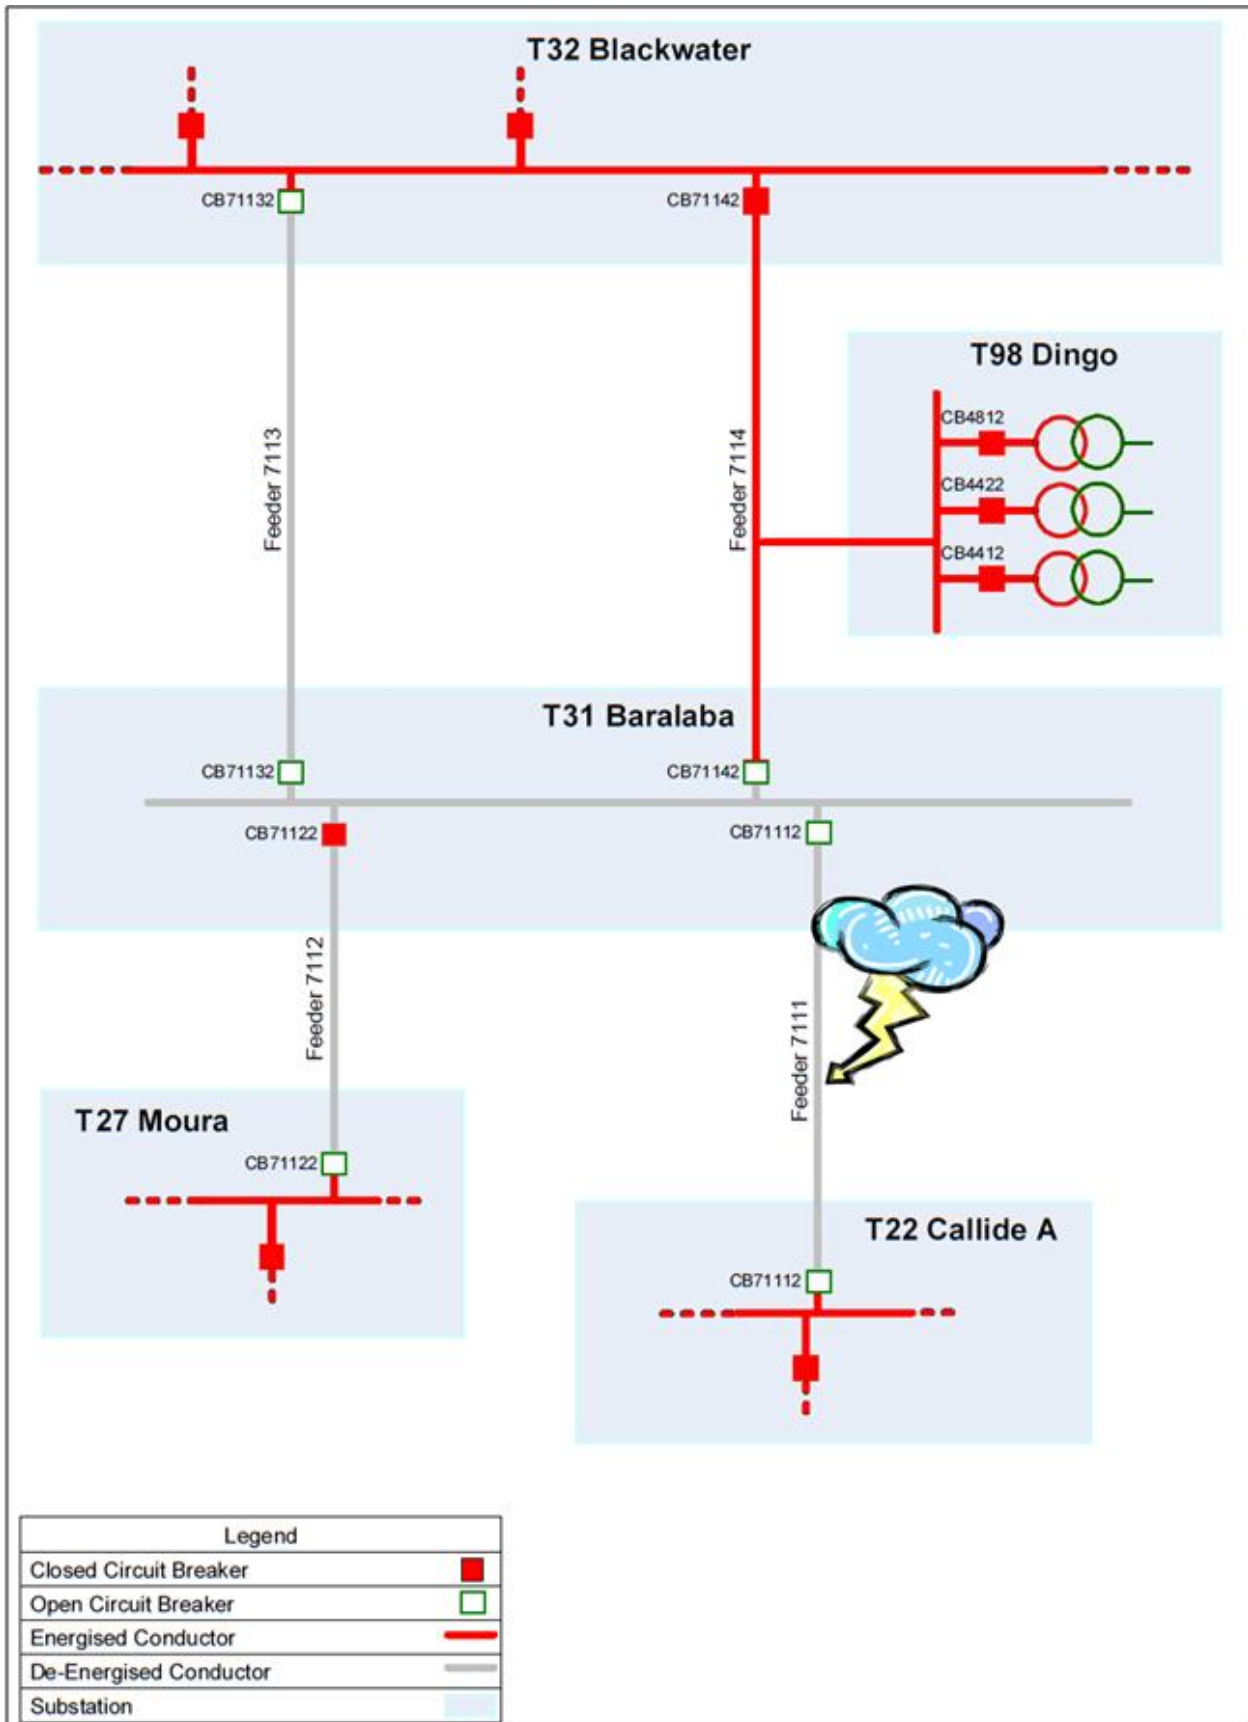 T32 Blackwater
CB71132
CB71142
T98 Dingo
CB4812
CB4422
CB4412
Feeder 7113
Feeder 7114
T31 Baralaba
CB71132
CB71142
CB71122
CB71112
Feeder 7112
Feeder 7111
T27 Moura
CB71122
T22 Callide A
CB71112
Legend
Closed Circuit Breaker
Open Circuit Breaker
Energised Conductor
De-Energised Conductor
Substation